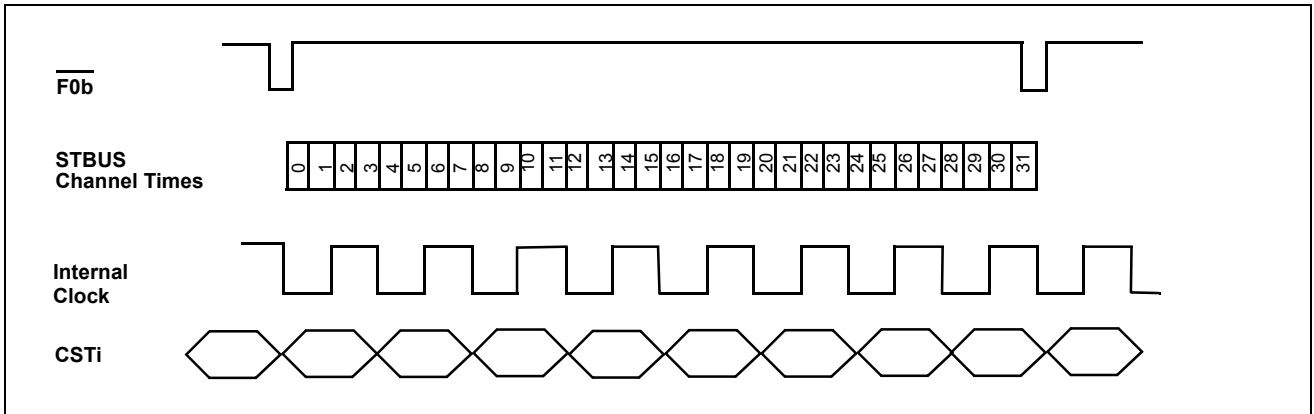 F0b
STBUS
Channel Times
0 1 2 3 4 5 6 7 8 9 10 11 12 13 14 15 16 17 18 19 20 21 22 23 24 25 26 27 28 29 30 31
Internal
Clock
CSTi